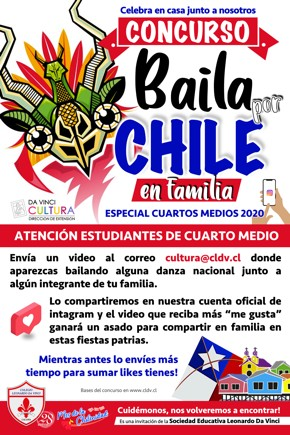 Celebra en casa junto a nosotros
CONCURSO
Baila
por
CHILE
en Familia
ESPECIAL CUARTOS MEDIOS 2020
DA VINCI
CULTURA
DIRECCIÓN DE EXTENSIÓN
ATENCIÓN ESTUDIANTES DE CUARTO MEDIO
Envía un video al correo cultura@cldv.cl donde
aparezcas bailando alguna danza nacional junto a
algún integrante de tu familia.
Lo compartiremos en nuestra cuenta oficial de
intagram y el video que reciba más "me gusta"
ganará un asado para compartir en familia en
estas fiestas patrias.
Mientras antes lo envíes más
tiempo para sumar likes tienes!
Bases del concurso en www.cldv.cl
LEONARDO DA VINCI
Mes de la
Chilenidad
Cuidémonos, nos volveremos a encontrar!
Es una invitación de la Sociedad Educativa Leonardo Da Vinci